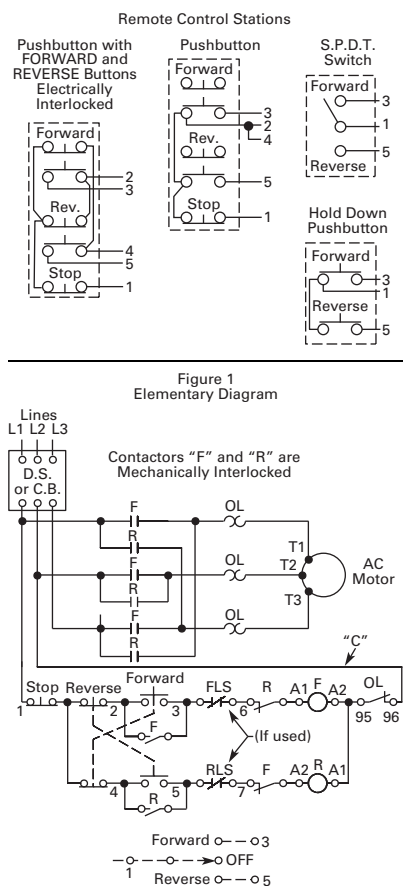 Remote Control Stations
Pushbutton with
FORWARD and
REVERSE Buttons
Electrically
Interlocked
Forward
2
3
Rev.
4
5
Stop
1
Pushbutton
Forward
3
2
4
Rev.
5
Stop
1
S.P.D.T.
Switch
Forward
3
1
5
Reverse
Hold Down
Pushbutton
Forward
3
1
Reverse
5
Figure 1
Elementary Diagram
Lines
L1 L2 L3
D.S.
or C.B.
Contactors “F” and “R” are
Mechanically Interlocked
F
OL
R
T1
F
OL
T2
AC
Motor
R
T3
F
OL
R
“C”
Stop Reverse Forward FLS R A1 F A2 OL
1 2 3 6 95 96
F
(If used)
RLS F A2 R A1
4 5 7
R
Forward 3
1 OFF
Reverse 5